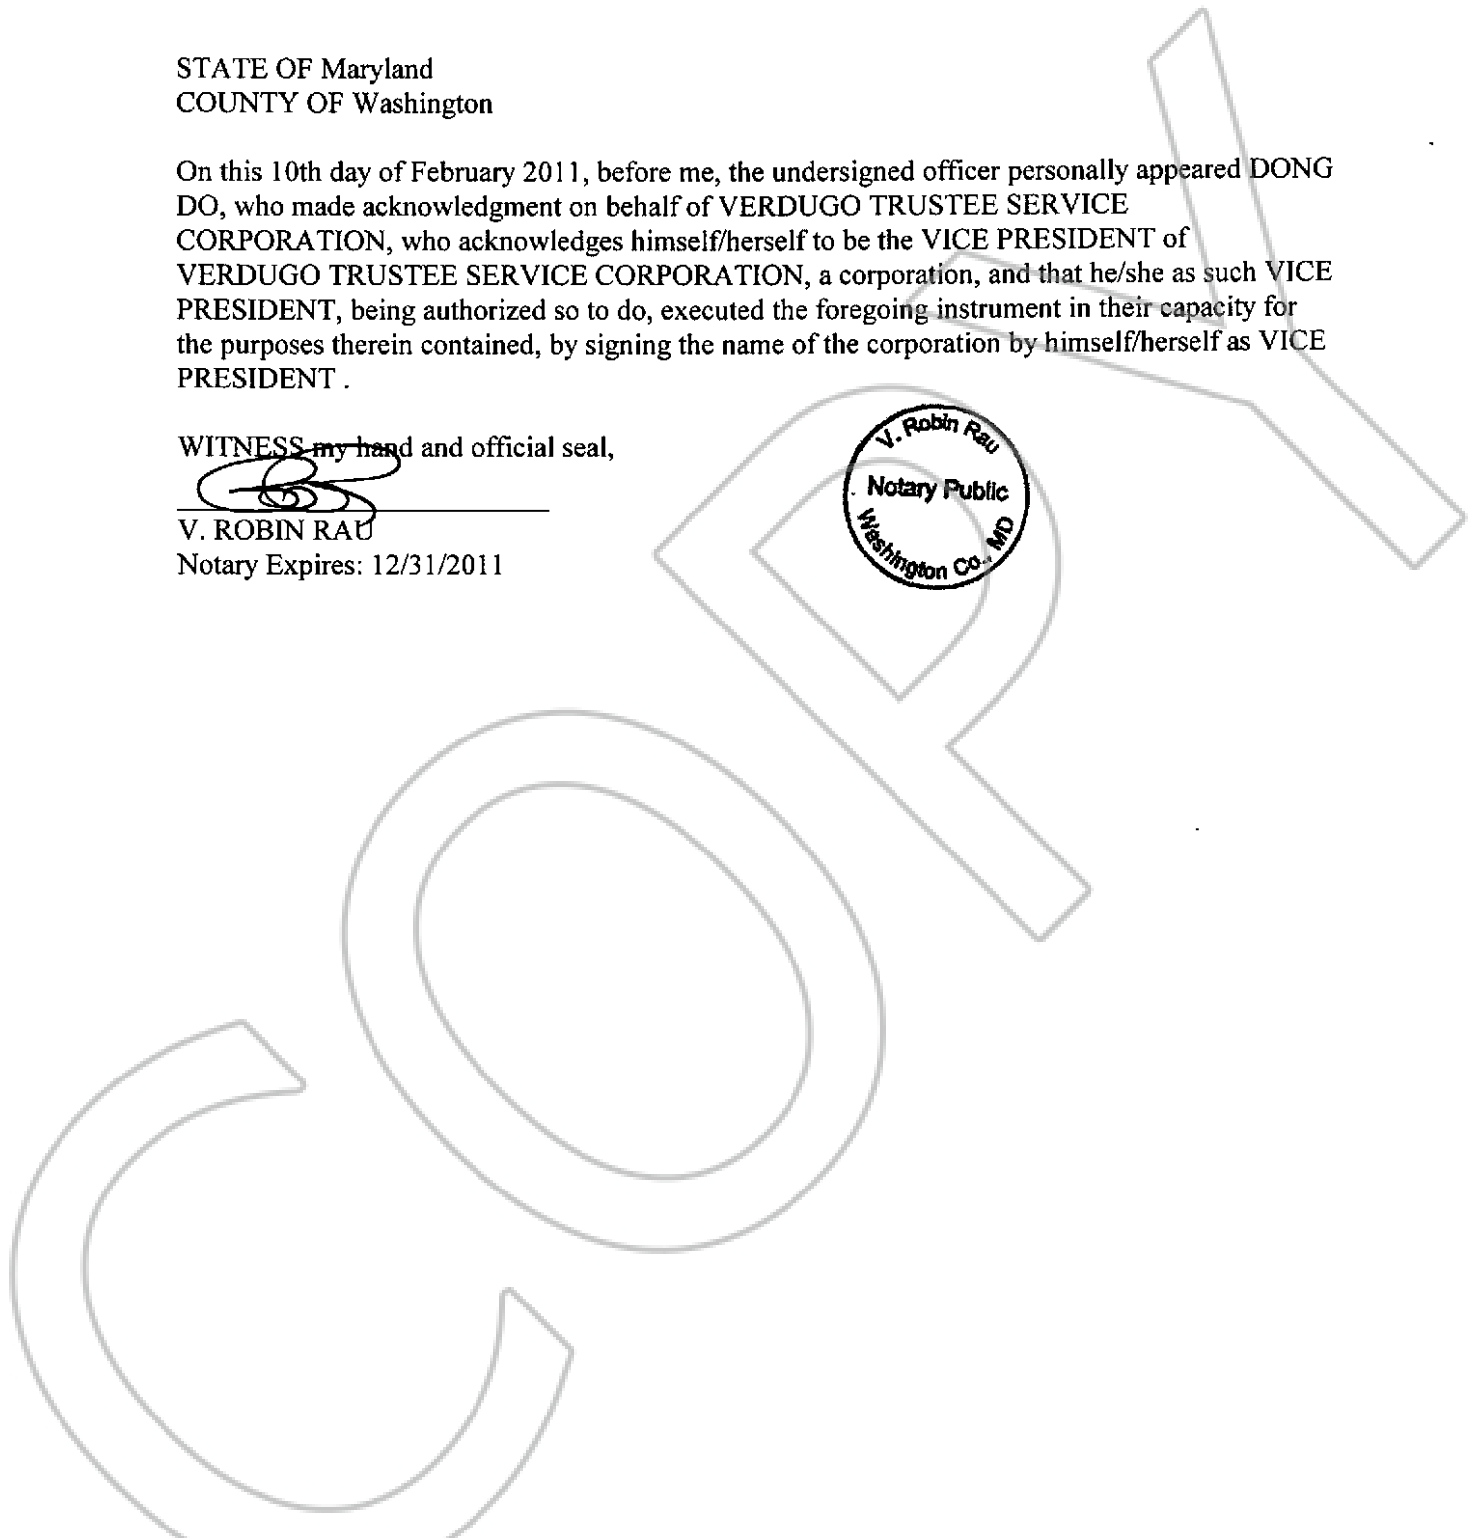 STATE OF Maryland
COUNTY OF Washington
On this 10th day of February 2011, before me, the undersigned officer personally appeared DONG
DO, who made acknowledgment on behalf of VERDUGO TRUSTEE SERVICE
CORPORATION, who acknowledges himself/herself to be the VICE PRESIDENT of
VERDUGO TRUSTEE SERVICE CORPORATION, a corporation, and that he/she as such VICE
PRESIDENT, being authorized so to do, executed the foregoing instrument in their capacity for
the purposes therein contained, by signing the name of the corporation by himself/herself as VICE
PRESIDENT .
WITNESS my hand and official seal,
V. ROBIN RAU
Notary Expires: 12/31/2011
V. Robin Rau
Notary Public
Washington Co., MD
COPY